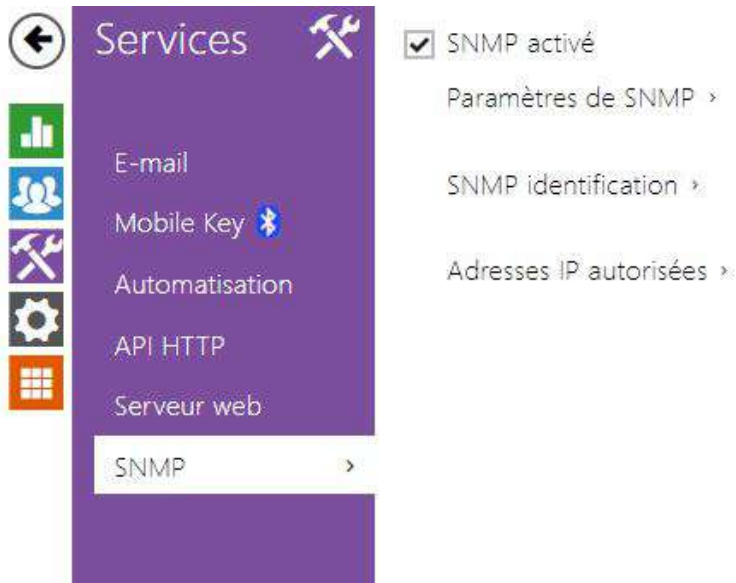 Services
E-mail
Mobile Key
Automatisation
API HTTP
Serveur web
SNMP
SNMP activé
Paramètres de SNMP
SNMP identification
Adresses IP autorisées